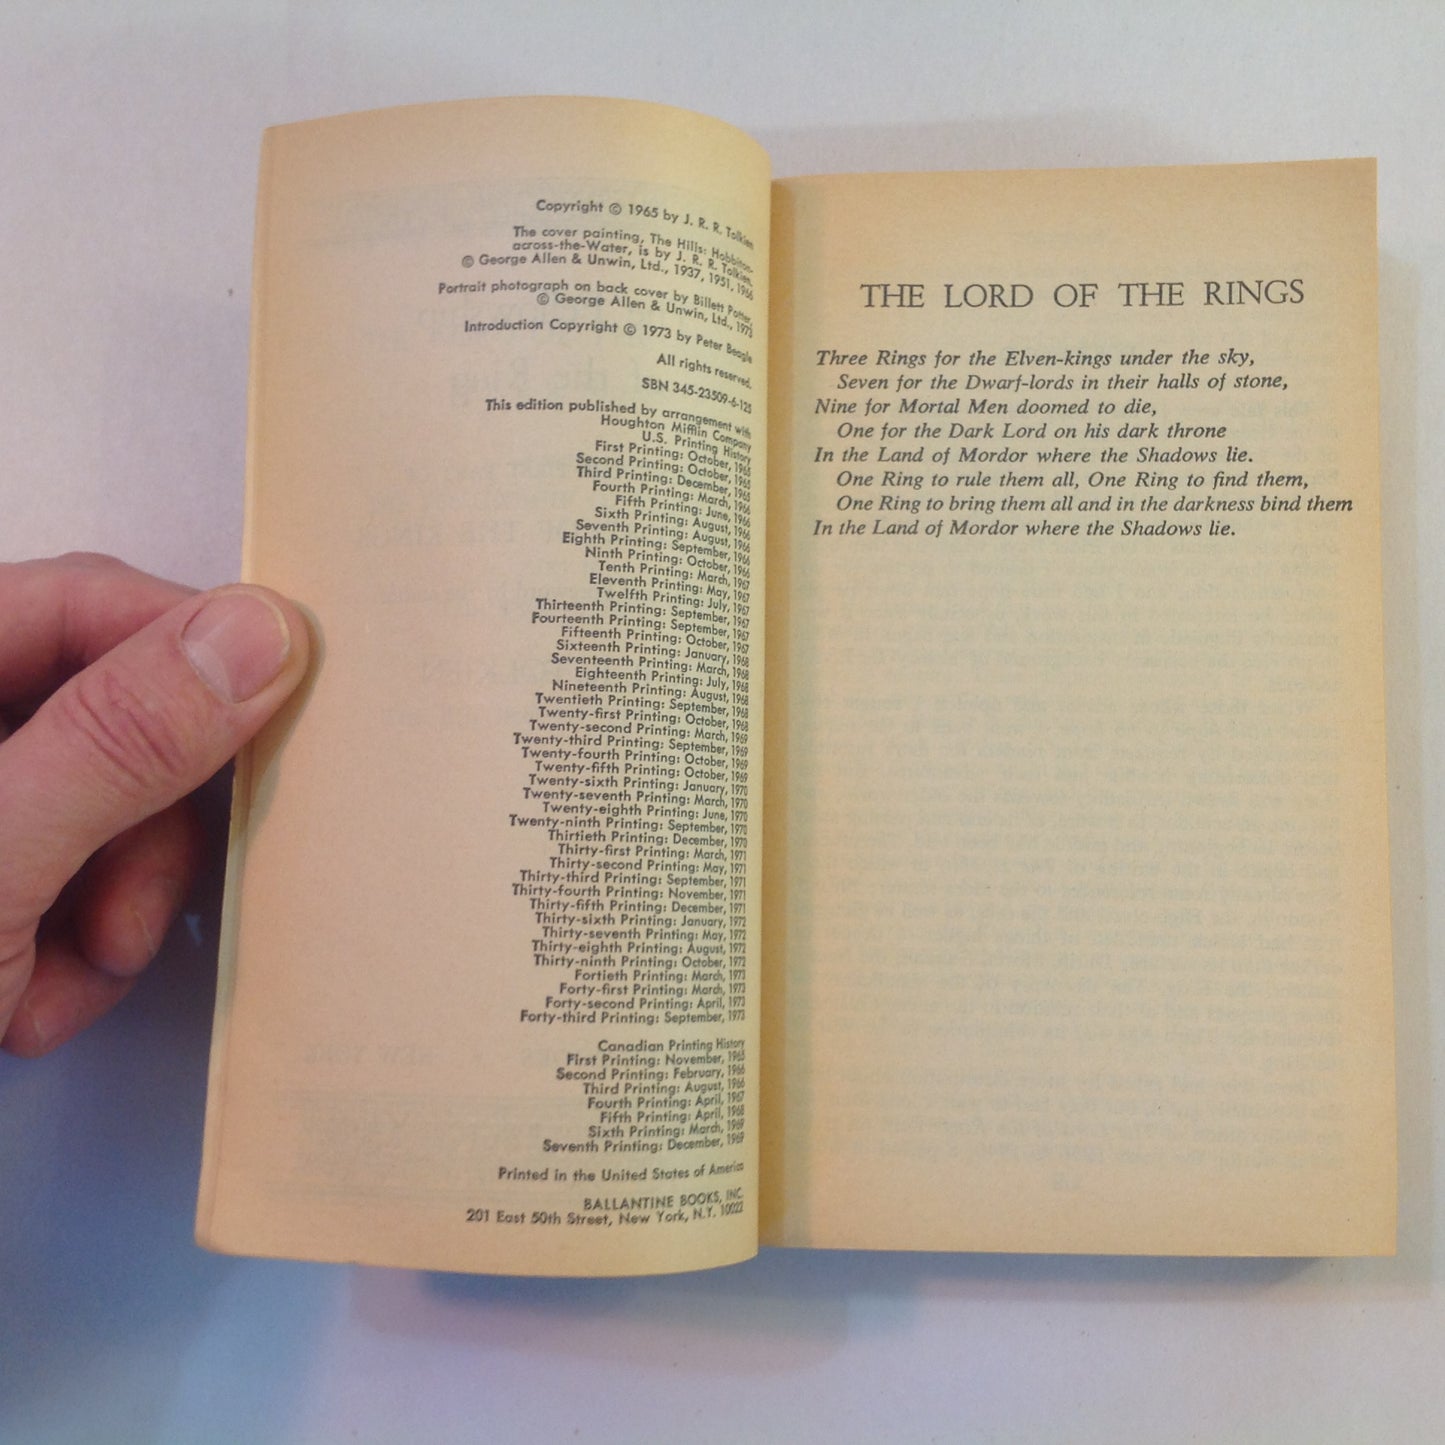 Copyright © 1965 by J. R. R. Tolkien
The cover painting, The Hills: Hobbiton-
across-the-Water, is by J. R. R. Tolkien.
© George Allen & Unwin, Ltd., 1937, 1951, 1966
Portrait photograph on back cover by Billett Potter,
© George Allen & Unwin, Ltd., 1973
Introduction Copyright © 1973 by Peter Beagle
All rights reserved.
SBN 345-23509-6-125
This edition published by arrangement with
Houghton Mifflin Company
U.S. Printing History
First Printing: October, 1965
Second Printing: October, 1965
Third Printing: December, 1965
Fourth Printing: March, 1966
Fifth Printing: June, 1966
Sixth Printing: August, 1966
Seventh Printing: August, 1966
Eighth Printing: September, 1966
Ninth Printing: October, 1966
Tenth Printing: March, 1967
Eleventh Printing: May, 1967
Twelfth Printing: July, 1967
Thirteenth Printing: September, 1967
Fourteenth Printing: September, 1967
Fifteenth Printing: October, 1967
Sixteenth Printing: January, 1968
Seventeenth Printing: March, 1968
Eighteenth Printing: July, 1968
Nineteenth Printing: August, 1968
Twentieth Printing: September, 1968
Twenty-first Printing: October, 1968
Twenty-second Printing: March, 1969
Twenty-third Printing: September, 1969
Twenty-fourth Printing: October, 1969
Twenty-fifth Printing: October, 1969
Twenty-sixth Printing: January, 1970
Twenty-seventh Printing: March, 1970
Twenty-eighth Printing: June, 1970
Twenty-ninth Printing: September, 1970
Thirtieth Printing: December, 1970
Thirty-first Printing: March, 1971
Thirty-second Printing: May, 1971
Thirty-third Printing: September, 1971
Thirty-fourth Printing: November, 1971
Thirty-fifth Printing: December, 1971
Thirty-sixth Printing: January, 1972
Thirty-seventh Printing: May, 1972
Thirty-eighth Printing: August, 1972
Thirty-ninth Printing: October, 1972
Fortieth Printing: March, 1973
Forty-first Printing: March, 1973
Forty-second Printing: April, 1973
Forty-third Printing: September, 1973
Canadian Printing History
First Printing: November, 1965
Second Printing: February, 1966
Third Printing: August, 1966
Fourth Printing: April, 1967
Fifth Printing: April, 1968
Sixth Printing: March, 1969
Seventh Printing: December, 1969
Printed in the United States of America
BALLANTINE BOOKS, INC.
201 East 50th Street, New York, N.Y. 10022
THE LORD OF THE RINGS
Three Rings for the Elven-kings under the sky,
Seven for the Dwarf-lords in their halls of stone,
Nine for Mortal Men doomed to die,
One for the Dark Lord on his dark throne
In the Land of Mordor where the Shadows lie.
One Ring to rule them all, One Ring to find them,
One Ring to bring them all and in the darkness bind them
In the Land of Mordor where the Shadows lie.